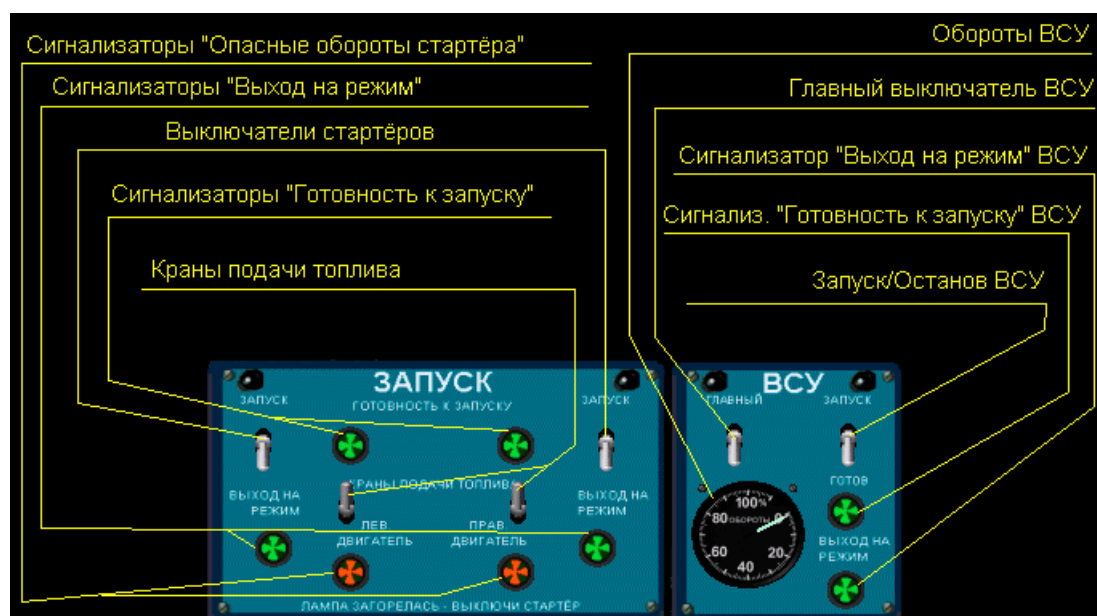 Сигнализаторы "Опасные обороты стартёра"
Сигнализаторы "Выход на режим"
Выключатели стартёров
Сигнализаторы "Готовность к запуску"
Краны подачи топлива
Обороты ВСУ
Главный выключатель ВСУ
Сигнализатор "Выход на режим" ВСУ
Сигнализ. "Готовность к запуску" ВСУ
Запуск/Останов ВСУ
ЗАПУСК
ЗАПУСК
ГОТОВНОСТЬ К ЗАПУСКУ
ЗАПУСК
КРАНЫ ПОДАЧИ ТОПЛИВА
ВЫХОД НА
РЕЖИМ
ВЫХОД НА
РЕЖИМ
ЛЕВ.
ДВИГАТЕЛЬ
ПРАВ.
ДВИГАТЕЛЬ
ЛАМПА ЗАГОРЕЛАСЬ - ВЫКЛЮЧИ СТАРТЁР
ВСУ
ГЛАВНЫЙ
ЗАПУСК
ГОТОВ
100%
80 ОБОРОТЫ 0
60 20
40
ВЫХОД НА
РЕЖИМ